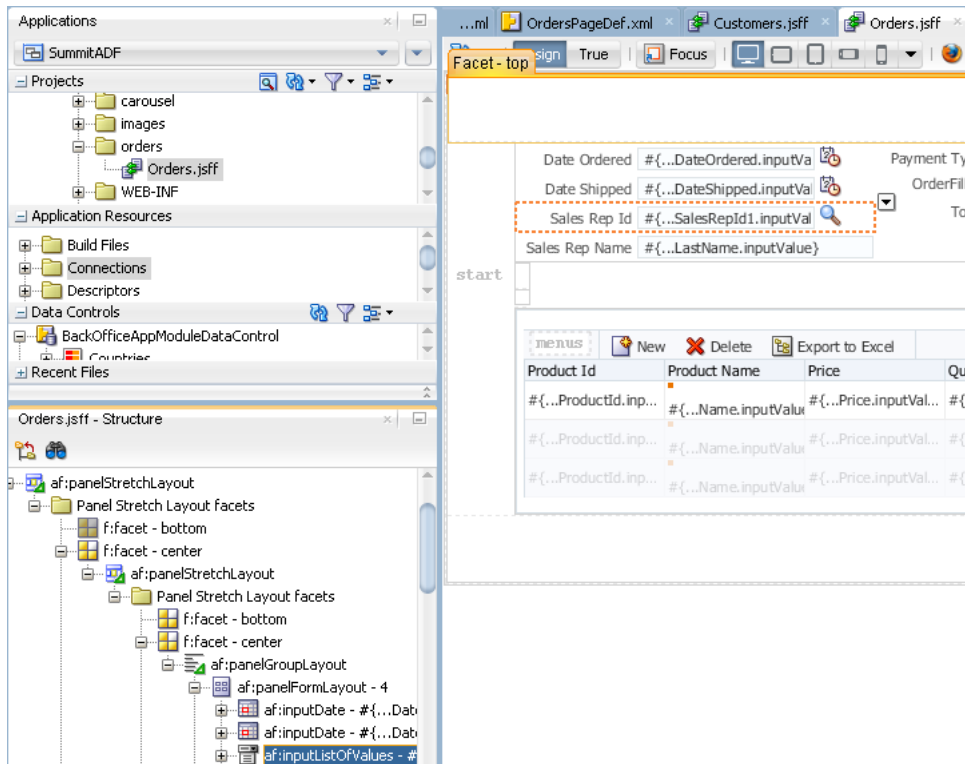 Applications
SummitADF
Projects
carousel
images
orders
Orders.jsff
WEB-INF
Application Resources
Build Files
Connections
Descriptors
Data Controls
BackOfficeAppModuleDataControl
Countries
Recent Files
Orders.jsff - Structure
af:panelStretchLayout
Panel Stretch Layout facets
f:facet - bottom
f:facet - center
af:panelStretchLayout
Panel Stretch Layout facets
f:facet - bottom
f:facet - center
af:panelGroupLayout
af:panelFormLayout - 4
af:inputDate - #{...Dat
af:inputDate - #{...Dat
af:inputListOfValues - #
...ml OrdersPageDef.xml Customers.jsff Orders.jsff
sign True Focus
Facet - top
Date Ordered #{...DateOrdered.inputVa Payment Ty
Date Shipped #{...DateShipped.inputVal OrderFill
Sales Rep Id #{...SalesRepId1.inputVal To
Sales Rep Name #{...LastName.inputValue}
start
menus New Delete Export to Excel
Product Id Product Name Price Qu
#{...ProductId.inp... #{...Name.inputValue #{...Price.inputVal... #{
#{...ProductId.inp... #{...Name.inputValue #{...Price.inputVal... #{
#{...ProductId.inp... #{...Name.inputValue #{...Price.inputVal... #{